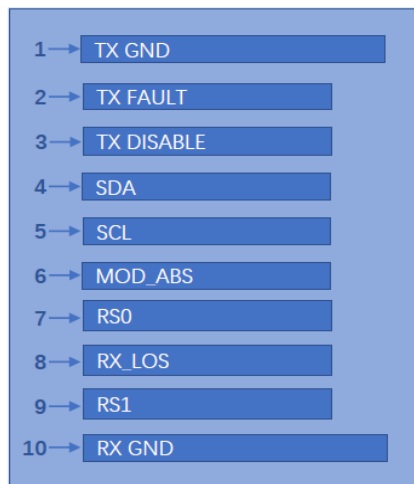 1 TX GND
2 TX FAULT
3 TX DISABLE
4 SDA
5 SCL
6 MOD_ABS
7 RS0
8 RX_LOS
9 RS1
10 RX GND